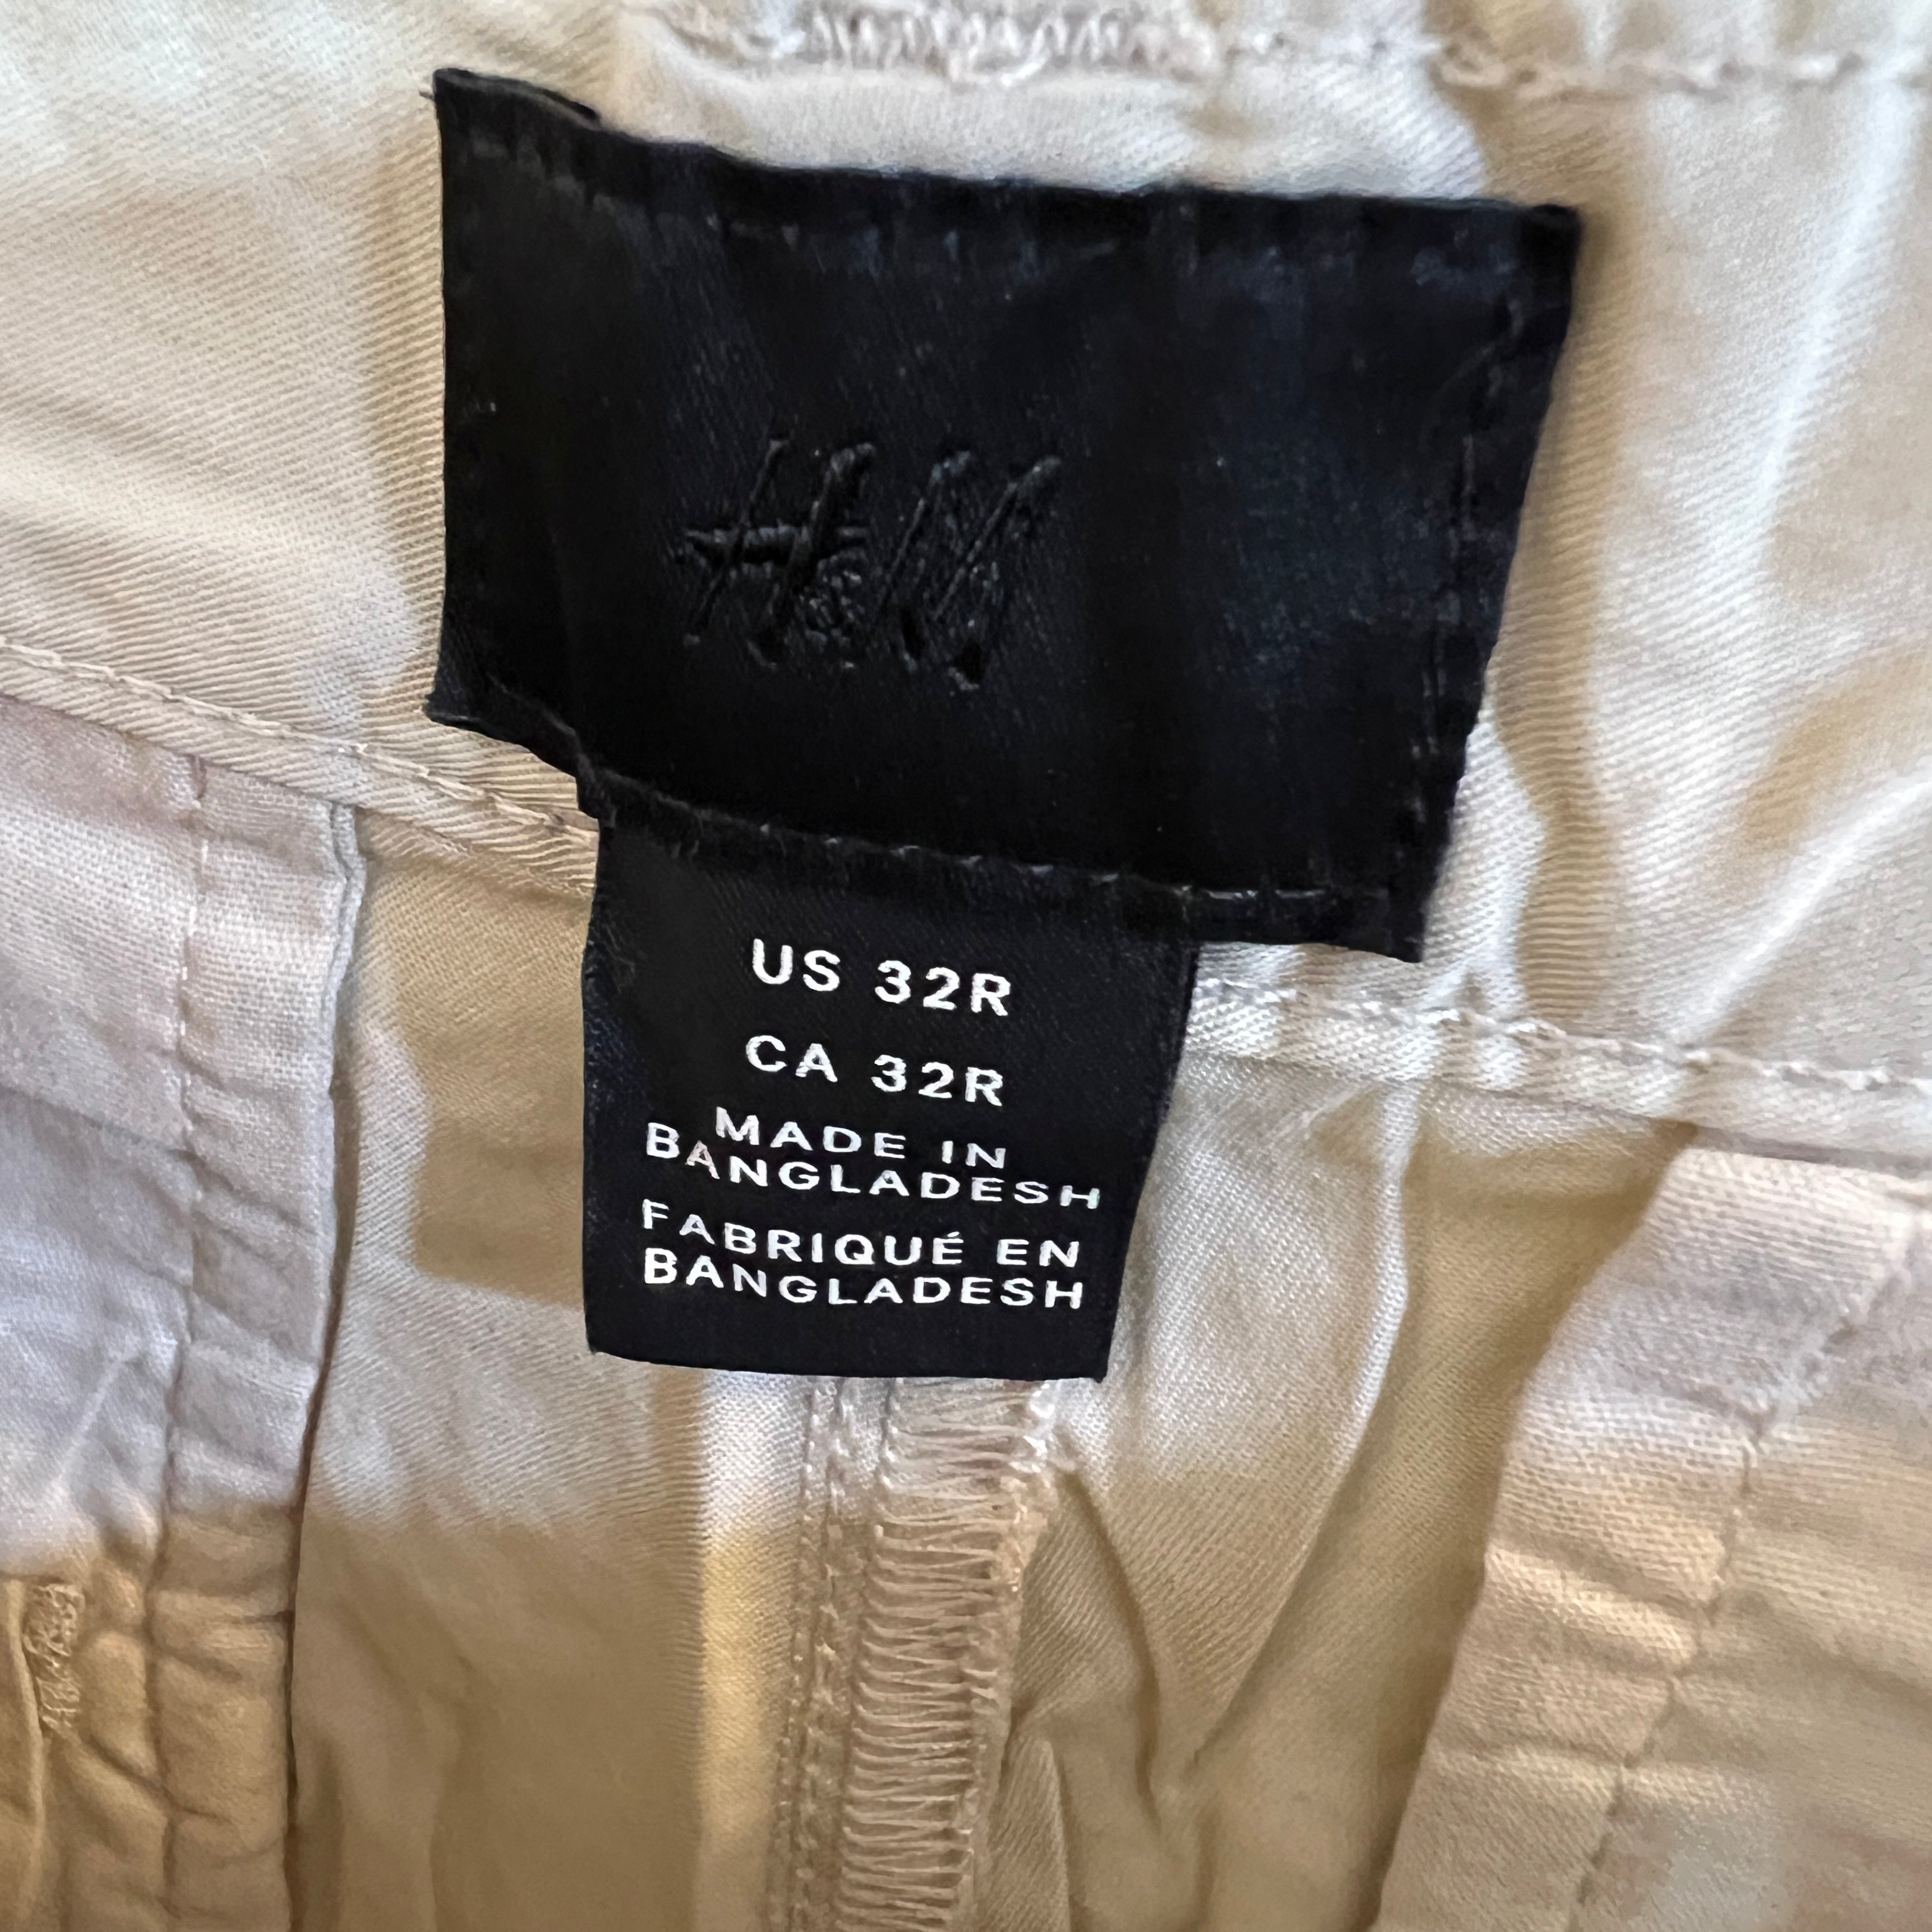 H&M
US 32R
CA 32R
MADE IN
BANGLADESH
FABRIQUÉ EN
BANGLADESH